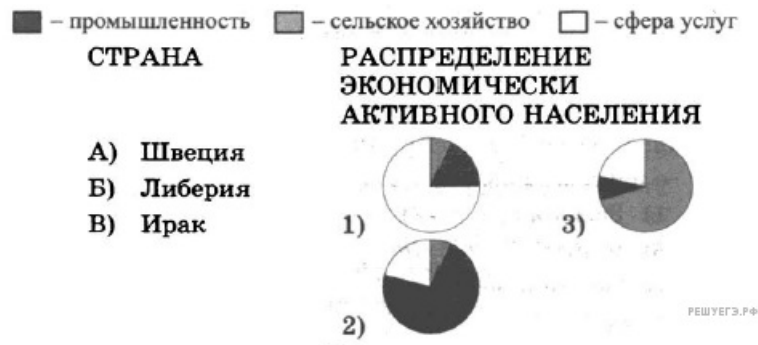 – промышленность – сельское хозяйство – сфера услуг
СТРАНА
РАСПРЕДЕЛЕНИЕ
ЭКОНОМИЧЕСКИ
АКТИВНОГО НАСЕЛЕНИЯ
А) Швеция
Б) Либерия
В) Ирак
1)
3)
2)
РЕШУЕГЭ.РФ